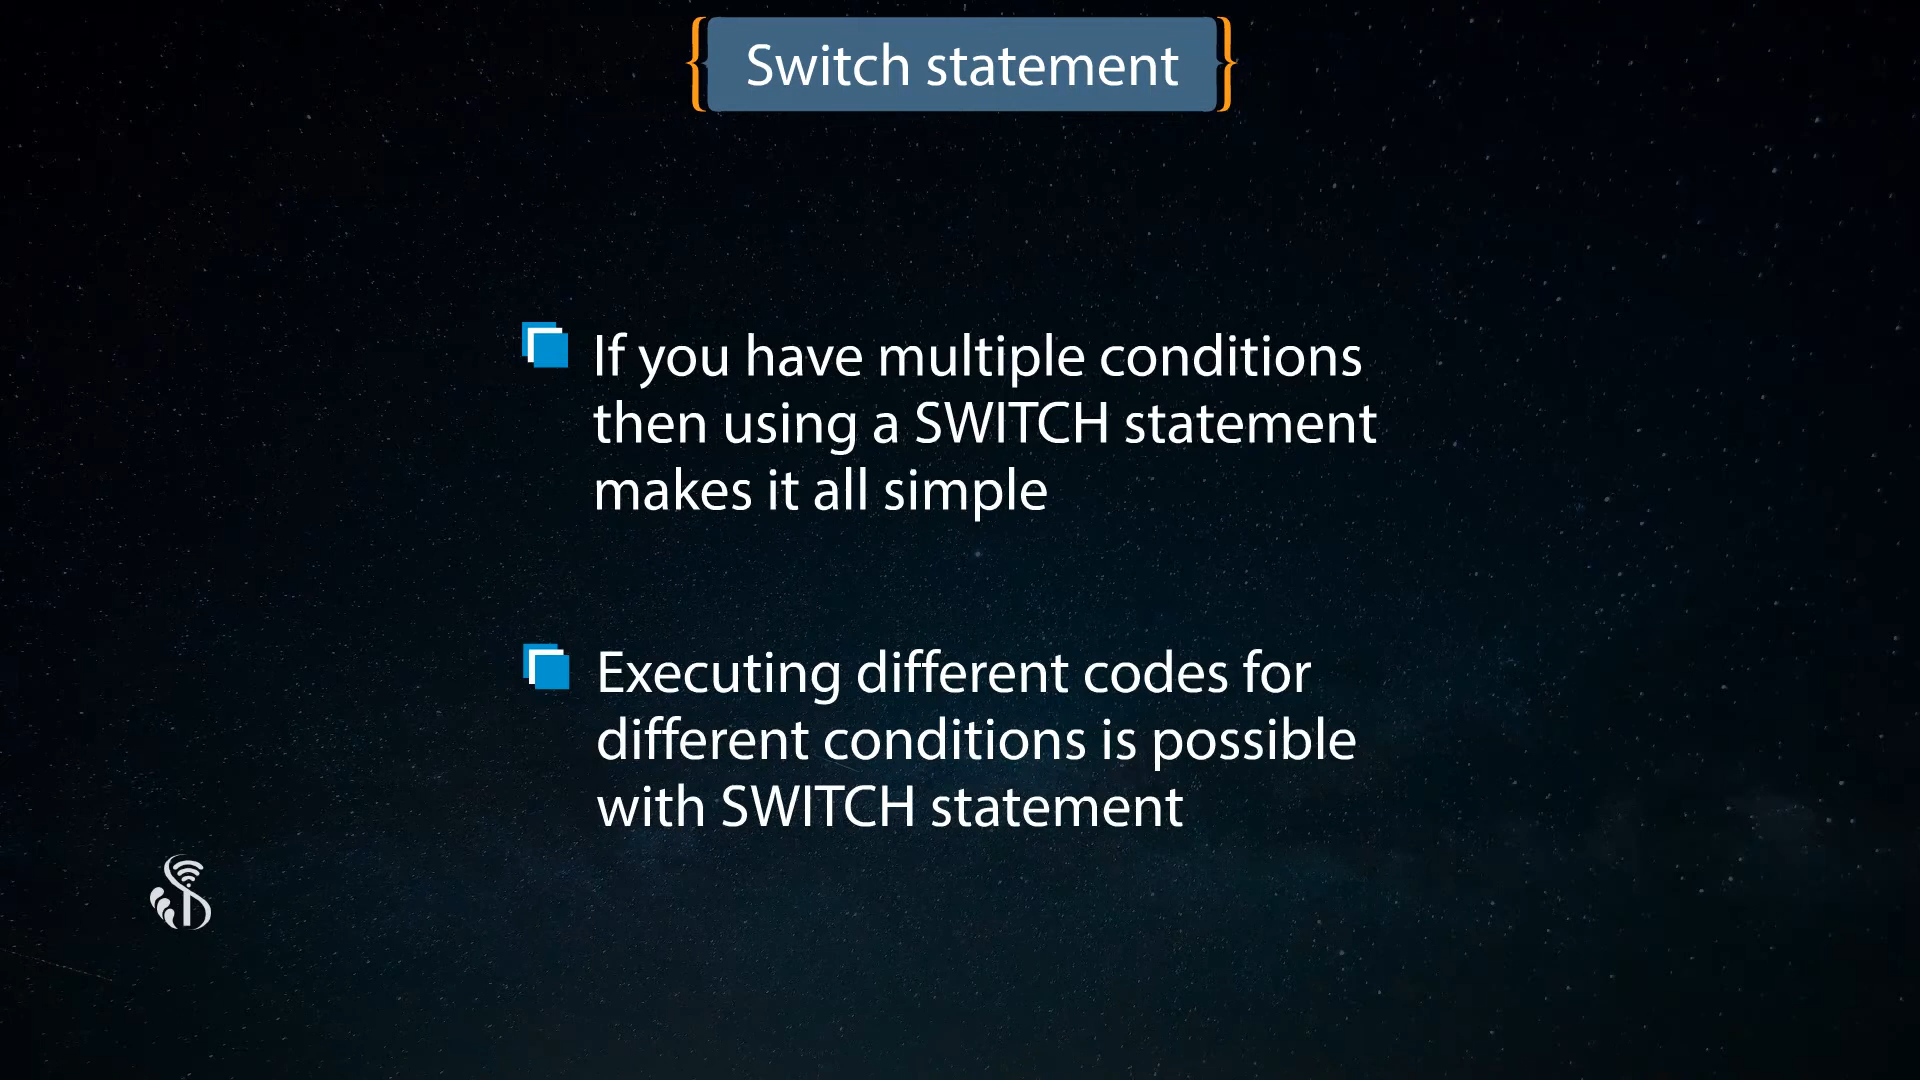 { Switch statement }
If you have multiple conditions
then using a SWITCH statement
makes it all simple
Executing different codes for
different conditions is possible
with SWITCH statement